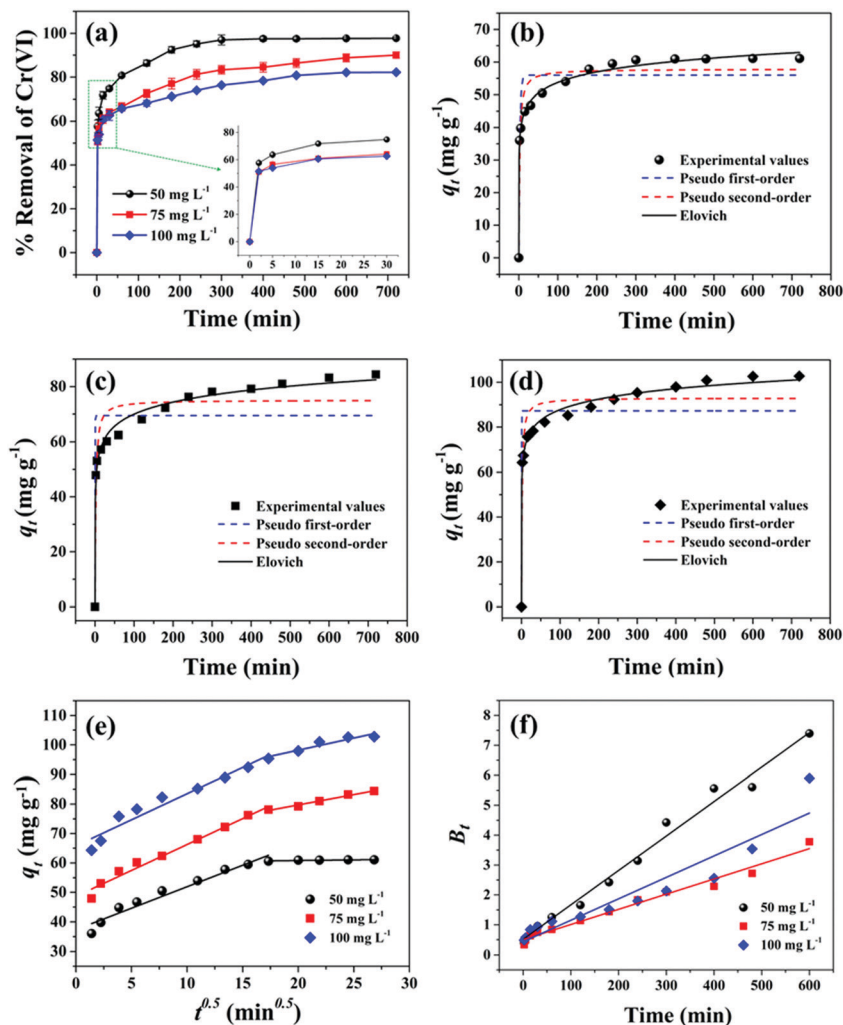 (a)
% Removal of Cr(VI)
100
80
60
40
20
0
50 mg L⁻¹
75 mg L⁻¹
100 mg L⁻¹
80
60
40
20
0
0 5 10 15 20 25 30
0 100 200 300 400 500 600 700
Time (min)
(b)
qₜ (mg g⁻¹)
70
60
50
40
30
20
10
0
Experimental values
Pseudo first-order
Pseudo second-order
Elovich
0 100 200 300 400 500 600 700 800
Time (min)
(c)
qₜ (mg g⁻¹)
80
60
40
20
0
Experimental values
Pseudo first-order
Pseudo second-order
Elovich
0 100 200 300 400 500 600 700 800
Time (min)
(d)
qₜ (mg g⁻¹)
100
80
60
40
20
0
Experimental values
Pseudo first-order
Pseudo second-order
Elovich
0 100 200 300 400 500 600 700 800
Time (min)
(e)
qₜ (mg g⁻¹)
110
100
90
80
70
60
50
40
30
50 mg L⁻¹
75 mg L⁻¹
100 mg L⁻¹
0 5 10 15 20 25 30
t⁰·⁵ (min⁰·⁵)
(f)
Bₜ
8
7
6
5
4
3
2
1
0
50 mg L⁻¹
75 mg L⁻¹
100 mg L⁻¹
0 100 200 300 400 500 600
Time (min)